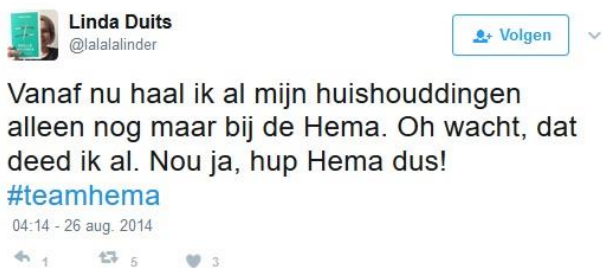 Linda Duits
@lalalalinder
Volgen
Vanaf nu haal ik al mijn huishouddingen
alleen nog maar bij de Hema. Oh wacht, dat
deed ik al. Nou ja, hup Hema dus!
#teamhema
04:14 - 26 aug. 2014
1 5 3